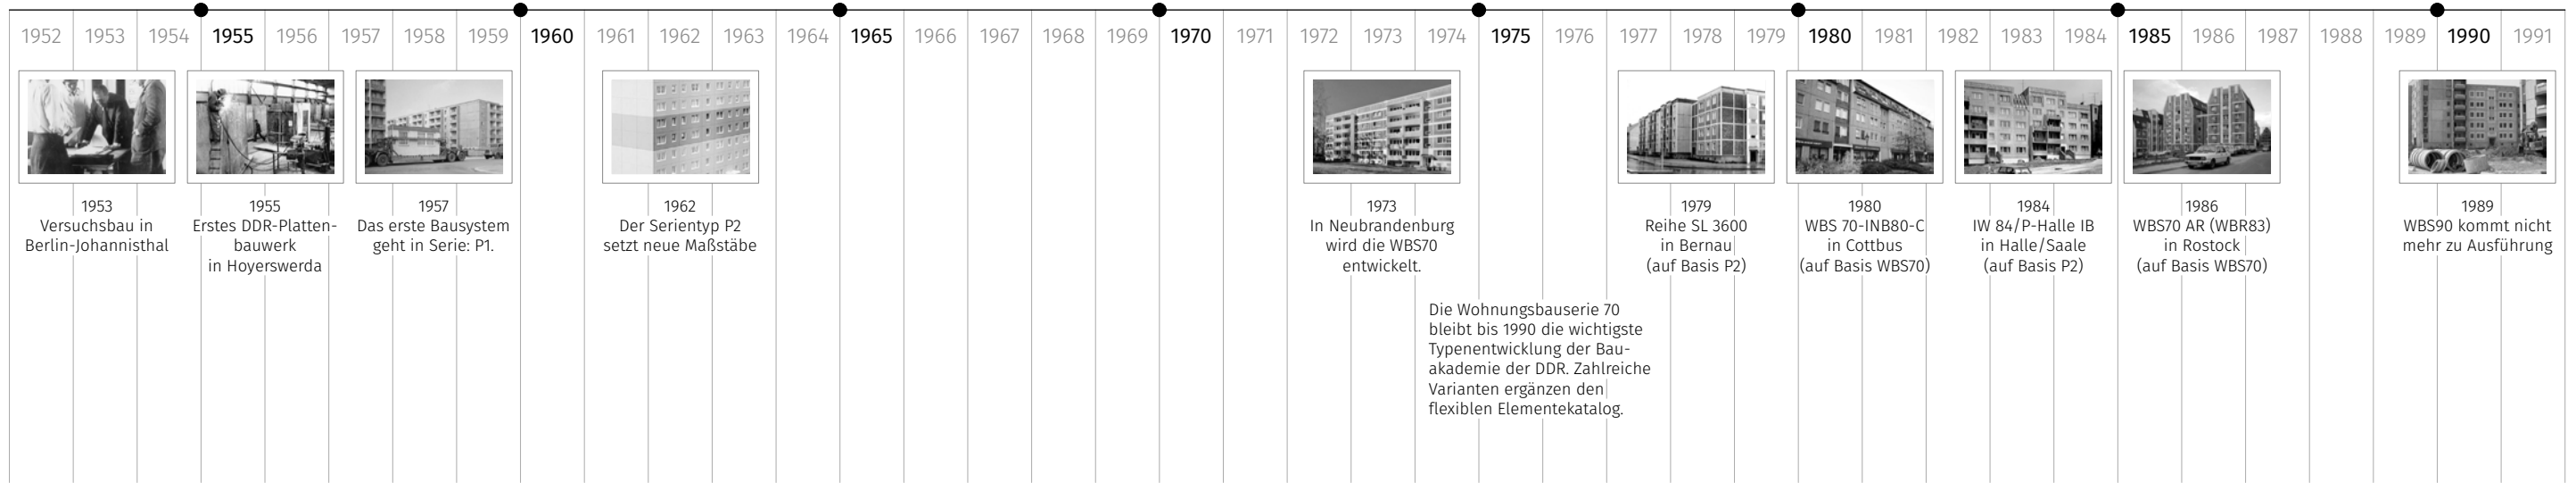 1952 1953 1954 1955 1956 1957 1958 1959 1960 1961 1962 1963 1964 1965 1966 1967 1968 1969 1970 1971 1972 1973 1974 1975 1976 1977 1978 1979 1980 1981 1982 1983 1984 1985 1986 1987 1988 1989 1990 1991
1953
Versuchsbau in
Berlin-Johannisthal
1955
Erstes DDR-Platten-
bauwerk
in Hoyerswerda
1957
Das erste Bausystem
geht in Serie: P1.
1962
Der Serientyp P2
setzt neue Maßstäbe
1973
In Neubrandenburg
wird die WBS70
entwickelt.
Die Wohnungsbauserie 70
bleibt bis 1990 die wichtigste
Typenentwicklung der Bau-
akademie der DDR. Zahlreiche
Varianten ergänzen den
flexiblen Elementekatalog.
1979
Reihe SL 3600
in Bernau
(auf Basis P2)
1980
WBS 70-INB80-C
in Cottbus
(auf Basis WBS70)
1984
IW 84/P-Halle IB
in Halle/Saale
(auf Basis P2)
1986
WBS70 AR (WBR83)
in Rostock
(auf Basis WBS70)
1989
WBS90 kommt nicht
mehr zu Ausführung